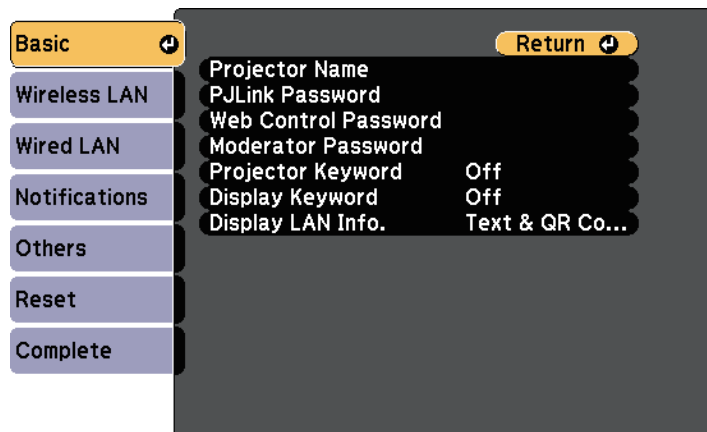 Basic
Wireless LAN
Wired LAN
Notifications
Others
Reset
Complete
Return
Projector Name
PJLink Password
Web Control Password
Moderator Password
Projector Keyword Off
Display Keyword Off
Display LAN Info. Text & QR Co...